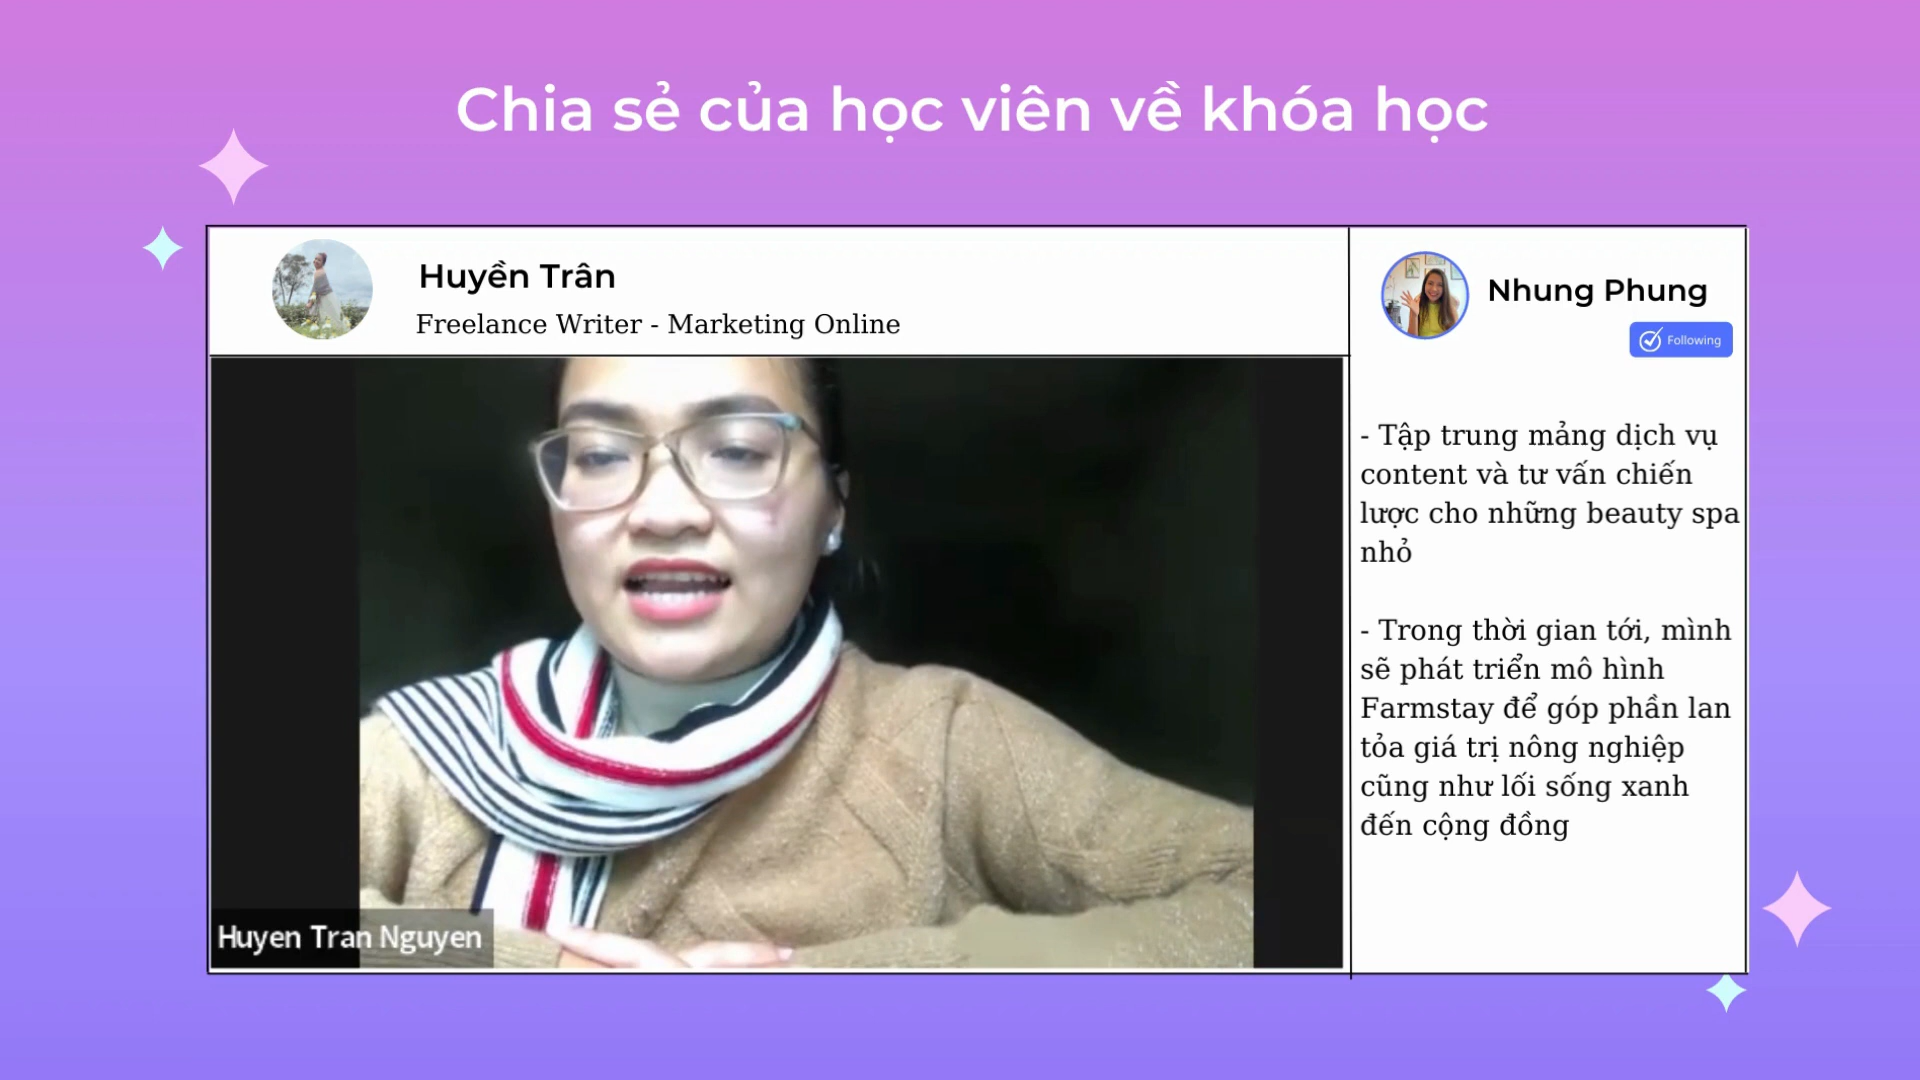 Chia sẻ của học viên về khóa học
Huyền Trân
Freelance Writer - Marketing Online
Huyen Tran Nguyen
Nhung Phung
Following
- Tập trung mảng dịch vụ
content và tư vấn chiến
lược cho những beauty spa
nhỏ
- Trong thời gian tới, mình
sẽ phát triển mô hình
Farmstay để góp phần lan
tỏa giá trị nông nghiệp
cũng như lối sống xanh
đến cộng đồng